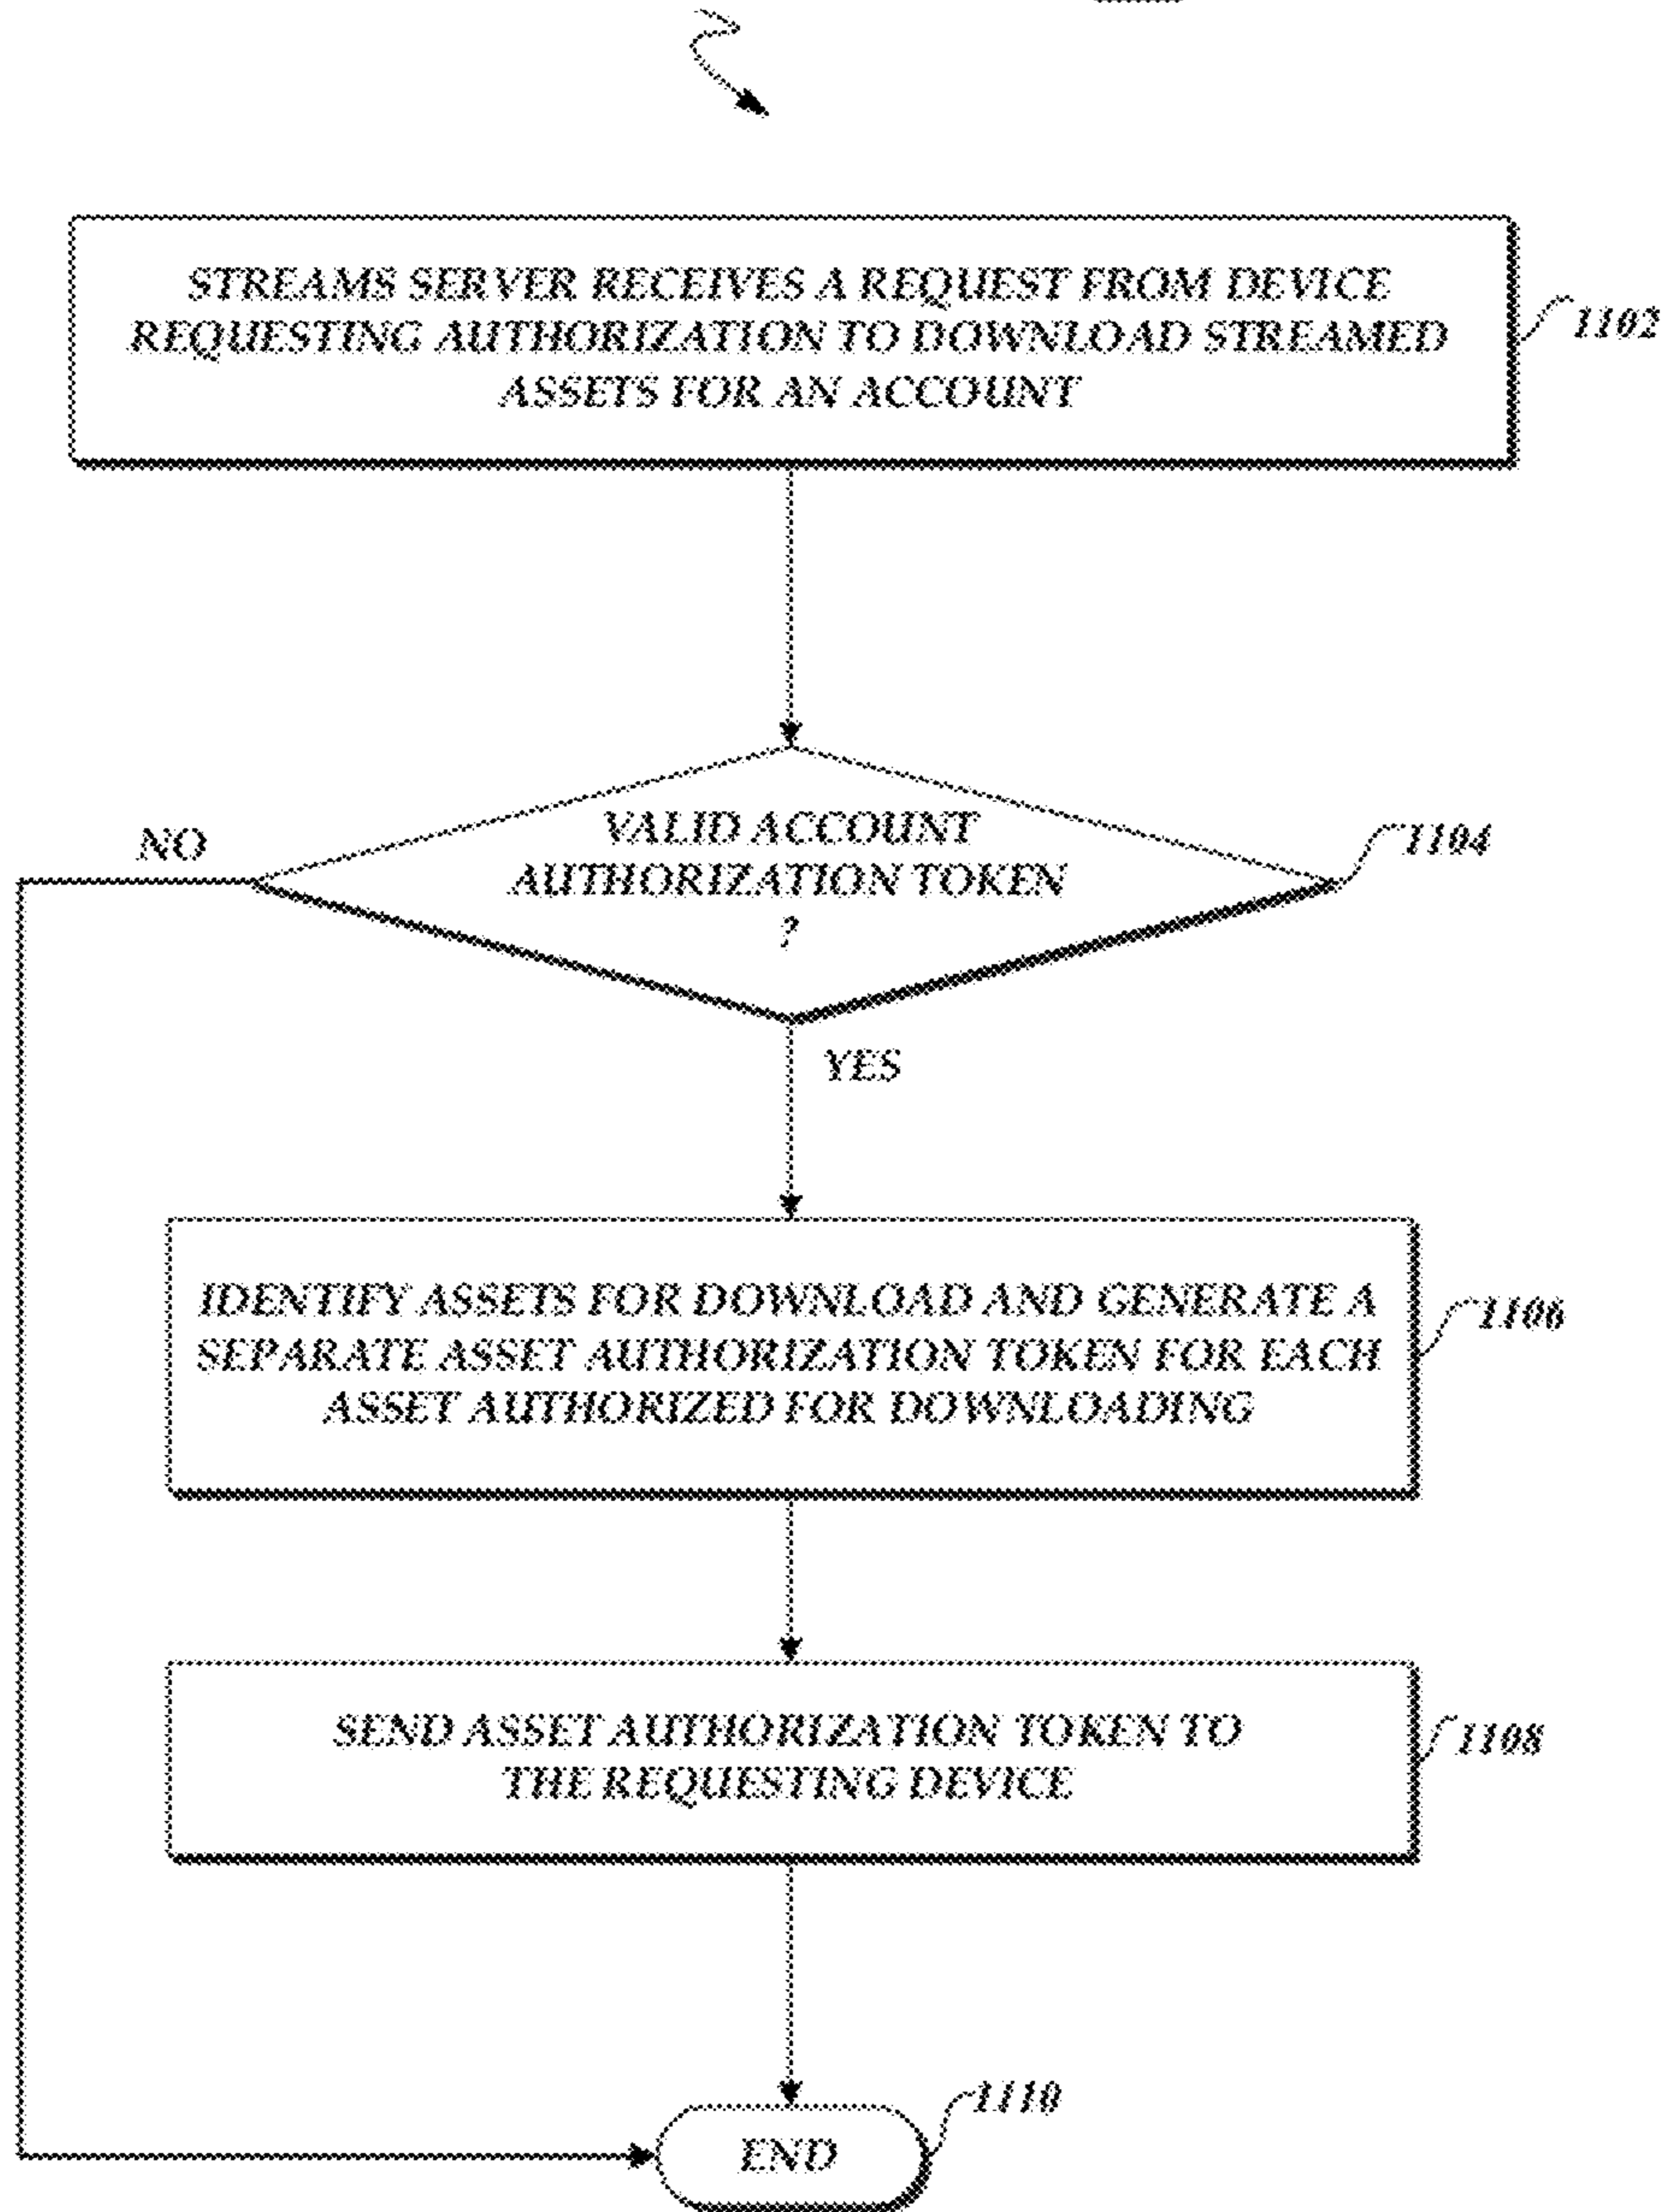 STREAMS SERVER RECEIVES A REQUEST FROM DEVICE
REQUESTING AUTHORIZATION TO DOWNLOAD STREAMED
ASSETS FOR AN ACCOUNT
1102
VALID ACCOUNT
AUTHORIZATION TOKEN
?
1104
NO
YES
IDENTIFY ASSETS FOR DOWNLOAD AND GENERATE A
SEPARATE ASSET AUTHORIZATION TOKEN FOR EACH
ASSET AUTHORIZED FOR DOWNLOADING
1106
SEND ASSET AUTHORIZATION TOKEN TO
THE REQUESTING DEVICE
1108
END
1110